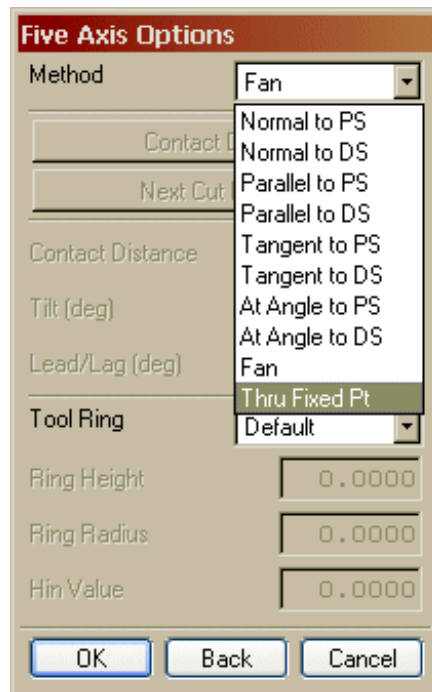 Five Axis Options
Method Fan
Normal to PS
Contact D Normal to DS
Parallel to PS
Next Cut Parallel to DS
Tangent to PS
Contact Distance Tangent to DS
Tilt (deg) At Angle to PS
At Angle to DS
Lead/Lag (deg) Fan
Thru Fixed Pt
Tool Ring Default
Ring Height 0.0000
Ring Radius 0.0000
Hin Value 0.0000
OK Back Cancel